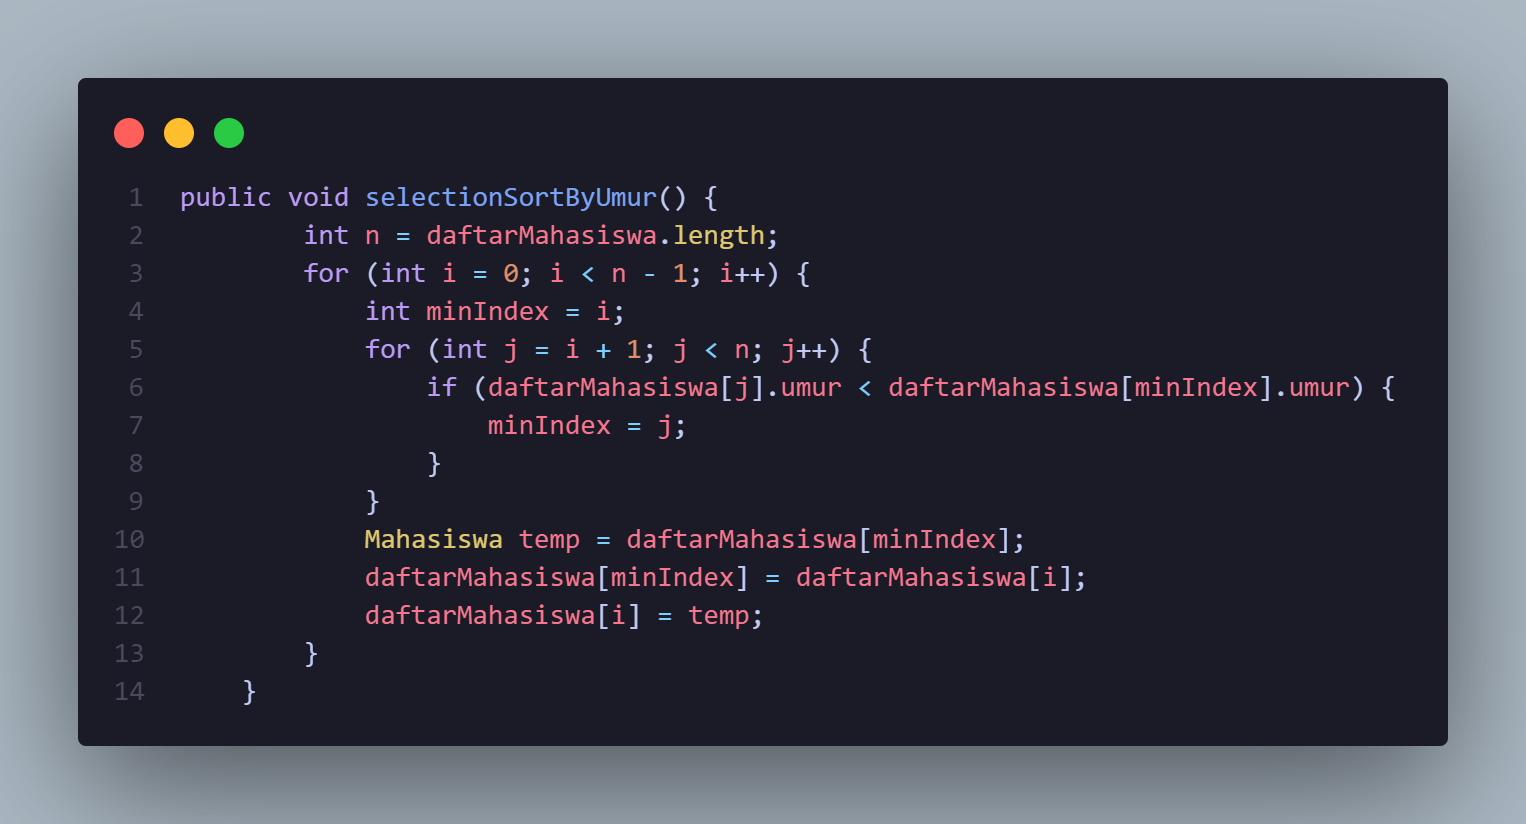 1 public void selectionSortByUmur() {
2         int n = daftarMahasiswa.length;
3         for (int i = 0; i < n - 1; i++) {
4             int minIndex = i;
5             for (int j = i + 1; j < n; j++) {
6                 if (daftarMahasiswa[j].umur < daftarMahasiswa[minIndex].umur) {
7                     minIndex = j;
8                 }
9             }
10             Mahasiswa temp = daftarMahasiswa[minIndex];
11             daftarMahasiswa[minIndex] = daftarMahasiswa[i];
12             daftarMahasiswa[i] = temp;
13         }
14     }